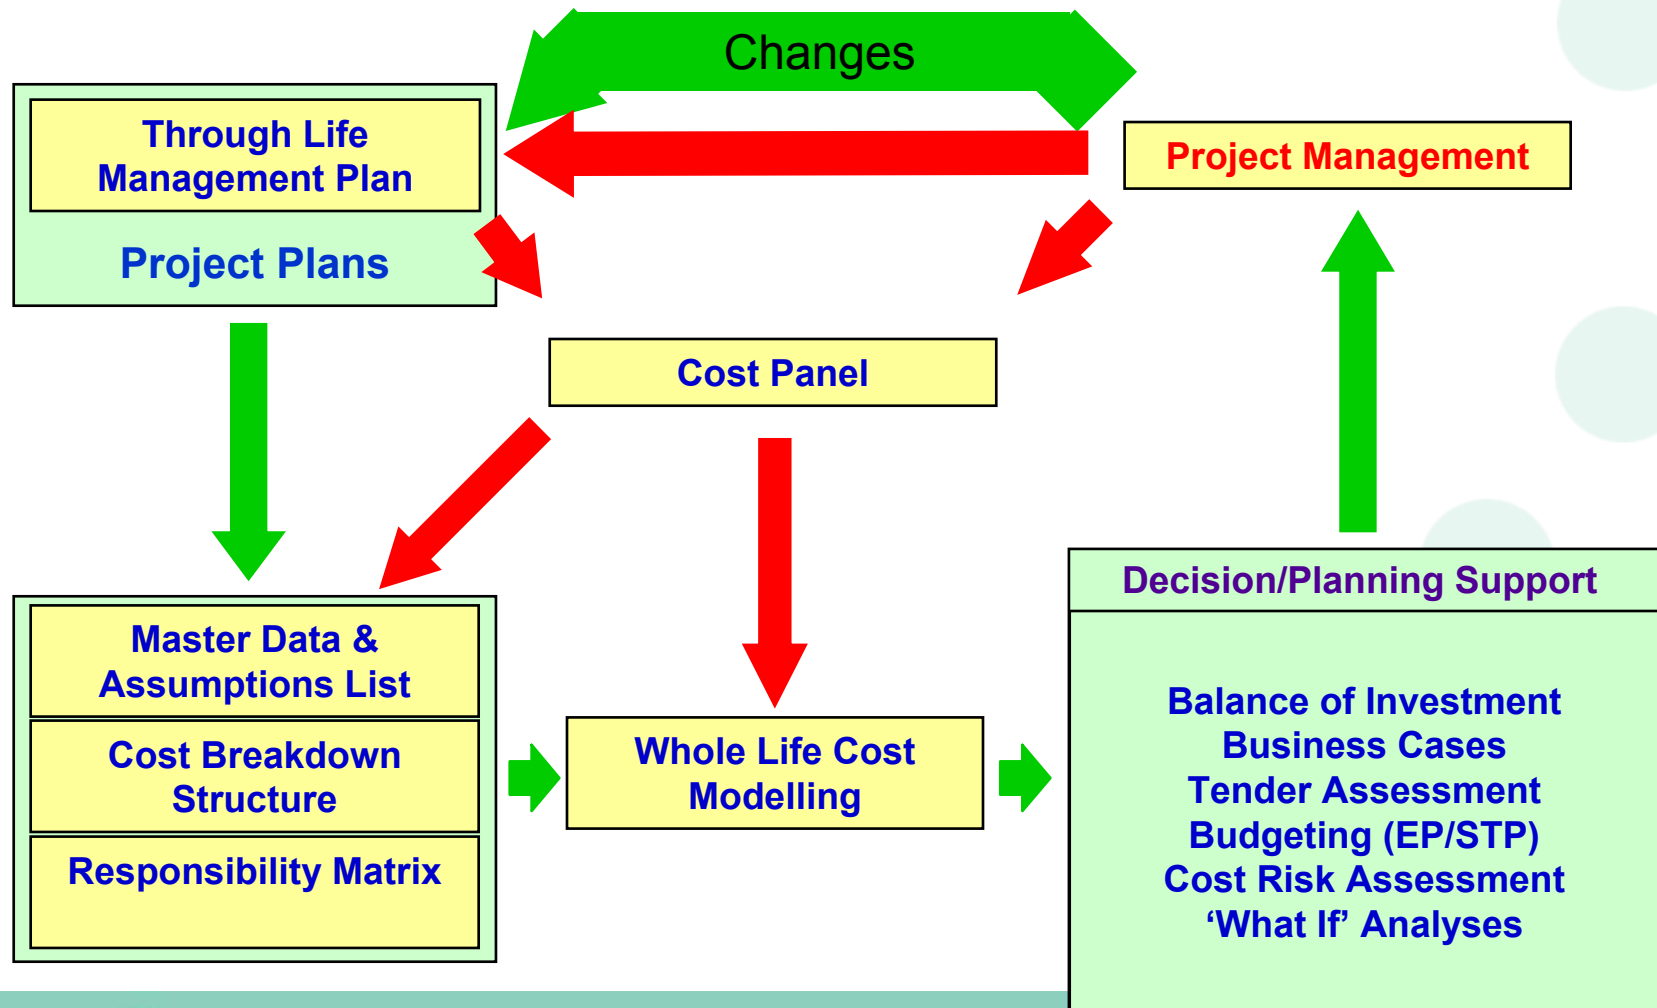 Changes
Through Life
Management Plan
Project Plans
Project Management
Cost Panel
Master Data &
Assumptions List
Cost Breakdown
Structure
Responsibility Matrix
Whole Life Cost
Modelling
Decision/Planning Support
Balance of Investment
Business Cases
Tender Assessment
Budgeting (EP/STP)
Cost Risk Assessment
‘What If’ Analyses